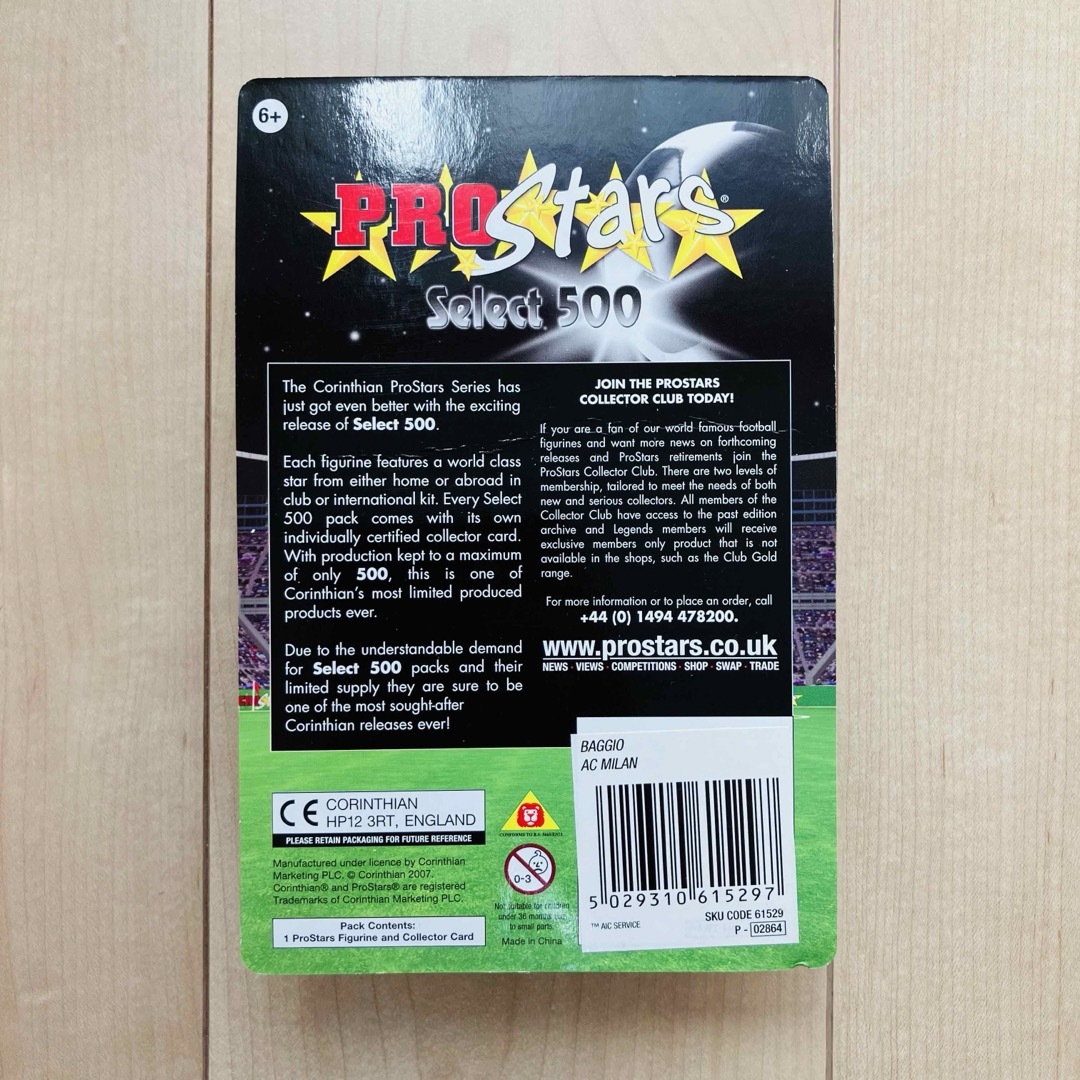 6+
PROStars®
Select 500
The Corinthian ProStars Series has
just got even better with the exciting
release of Select 500.
Each figurine features a world class
star from either home or abroad in
club or international kit. Every Select
500 pack comes with its own
individually certified collector card.
With production kept to a maximum
of only 500, this is one of
Corinthian's most limited produced
products ever.
Due to the understandable demand
for Select 500 packs and their
limited supply they are sure to be
one of the most sought-after
Corinthian releases ever!
JOIN THE PROSTARS
COLLECTOR CLUB TODAY!
If you are a fan of our world famous football
figurines and want more news on forthcoming
releases and ProStars retirements join the
ProStars Collector Club. There are two levels of
membership, tailored to meet the needs of both
new and serious collectors. All members of the
Collector Club have access to the past edition
archive and Legends members will receive
exclusive members only product that is not
available in the shops, such as the Club Gold
range.
For more information or to place an order, call
+44 (0) 1494 478200.
www.prostars.co.uk
NEWS · VIEWS · COMPETITIONS · SHOP · SWAP · TRADE
BAGGIO
AC MILAN
5 029310 615297
SKU CODE 61529
™ AIC SERVICE
P - 02864
CE CORINTHIAN
HP12 3RT, ENGLAND
PLEASE RETAIN PACKAGING FOR FUTURE REFERENCE
Manufactured under licence by Corinthian
Marketing PLC. © Corinthian 2007.
Corinthian® and ProStars® are registered
Trademarks of Corinthian Marketing PLC.
Pack Contents:
1 ProStars Figurine and Collector Card
CONFORMS TO B.S.
0-3
Not suitable for children
under 36 months due
to small parts.
Made in China